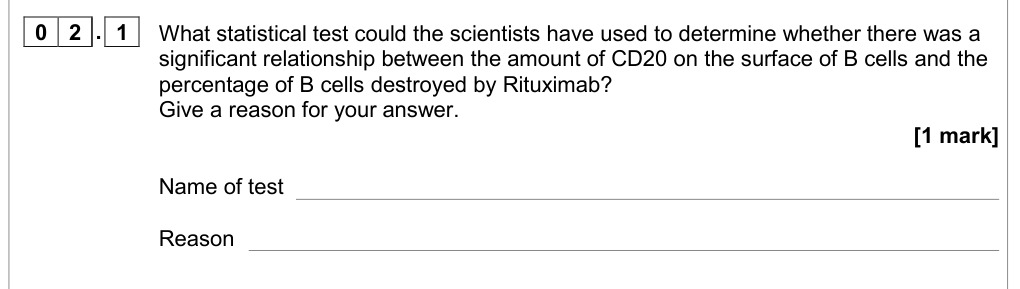 02.1 What statistical test could the scientists have used to determine whether there was a
significant relationship between the amount of CD20 on the surface of B cells and the
percentage of B cells destroyed by Rituximab?
Give a reason for your answer.
[1 mark]
Name of test
Reason